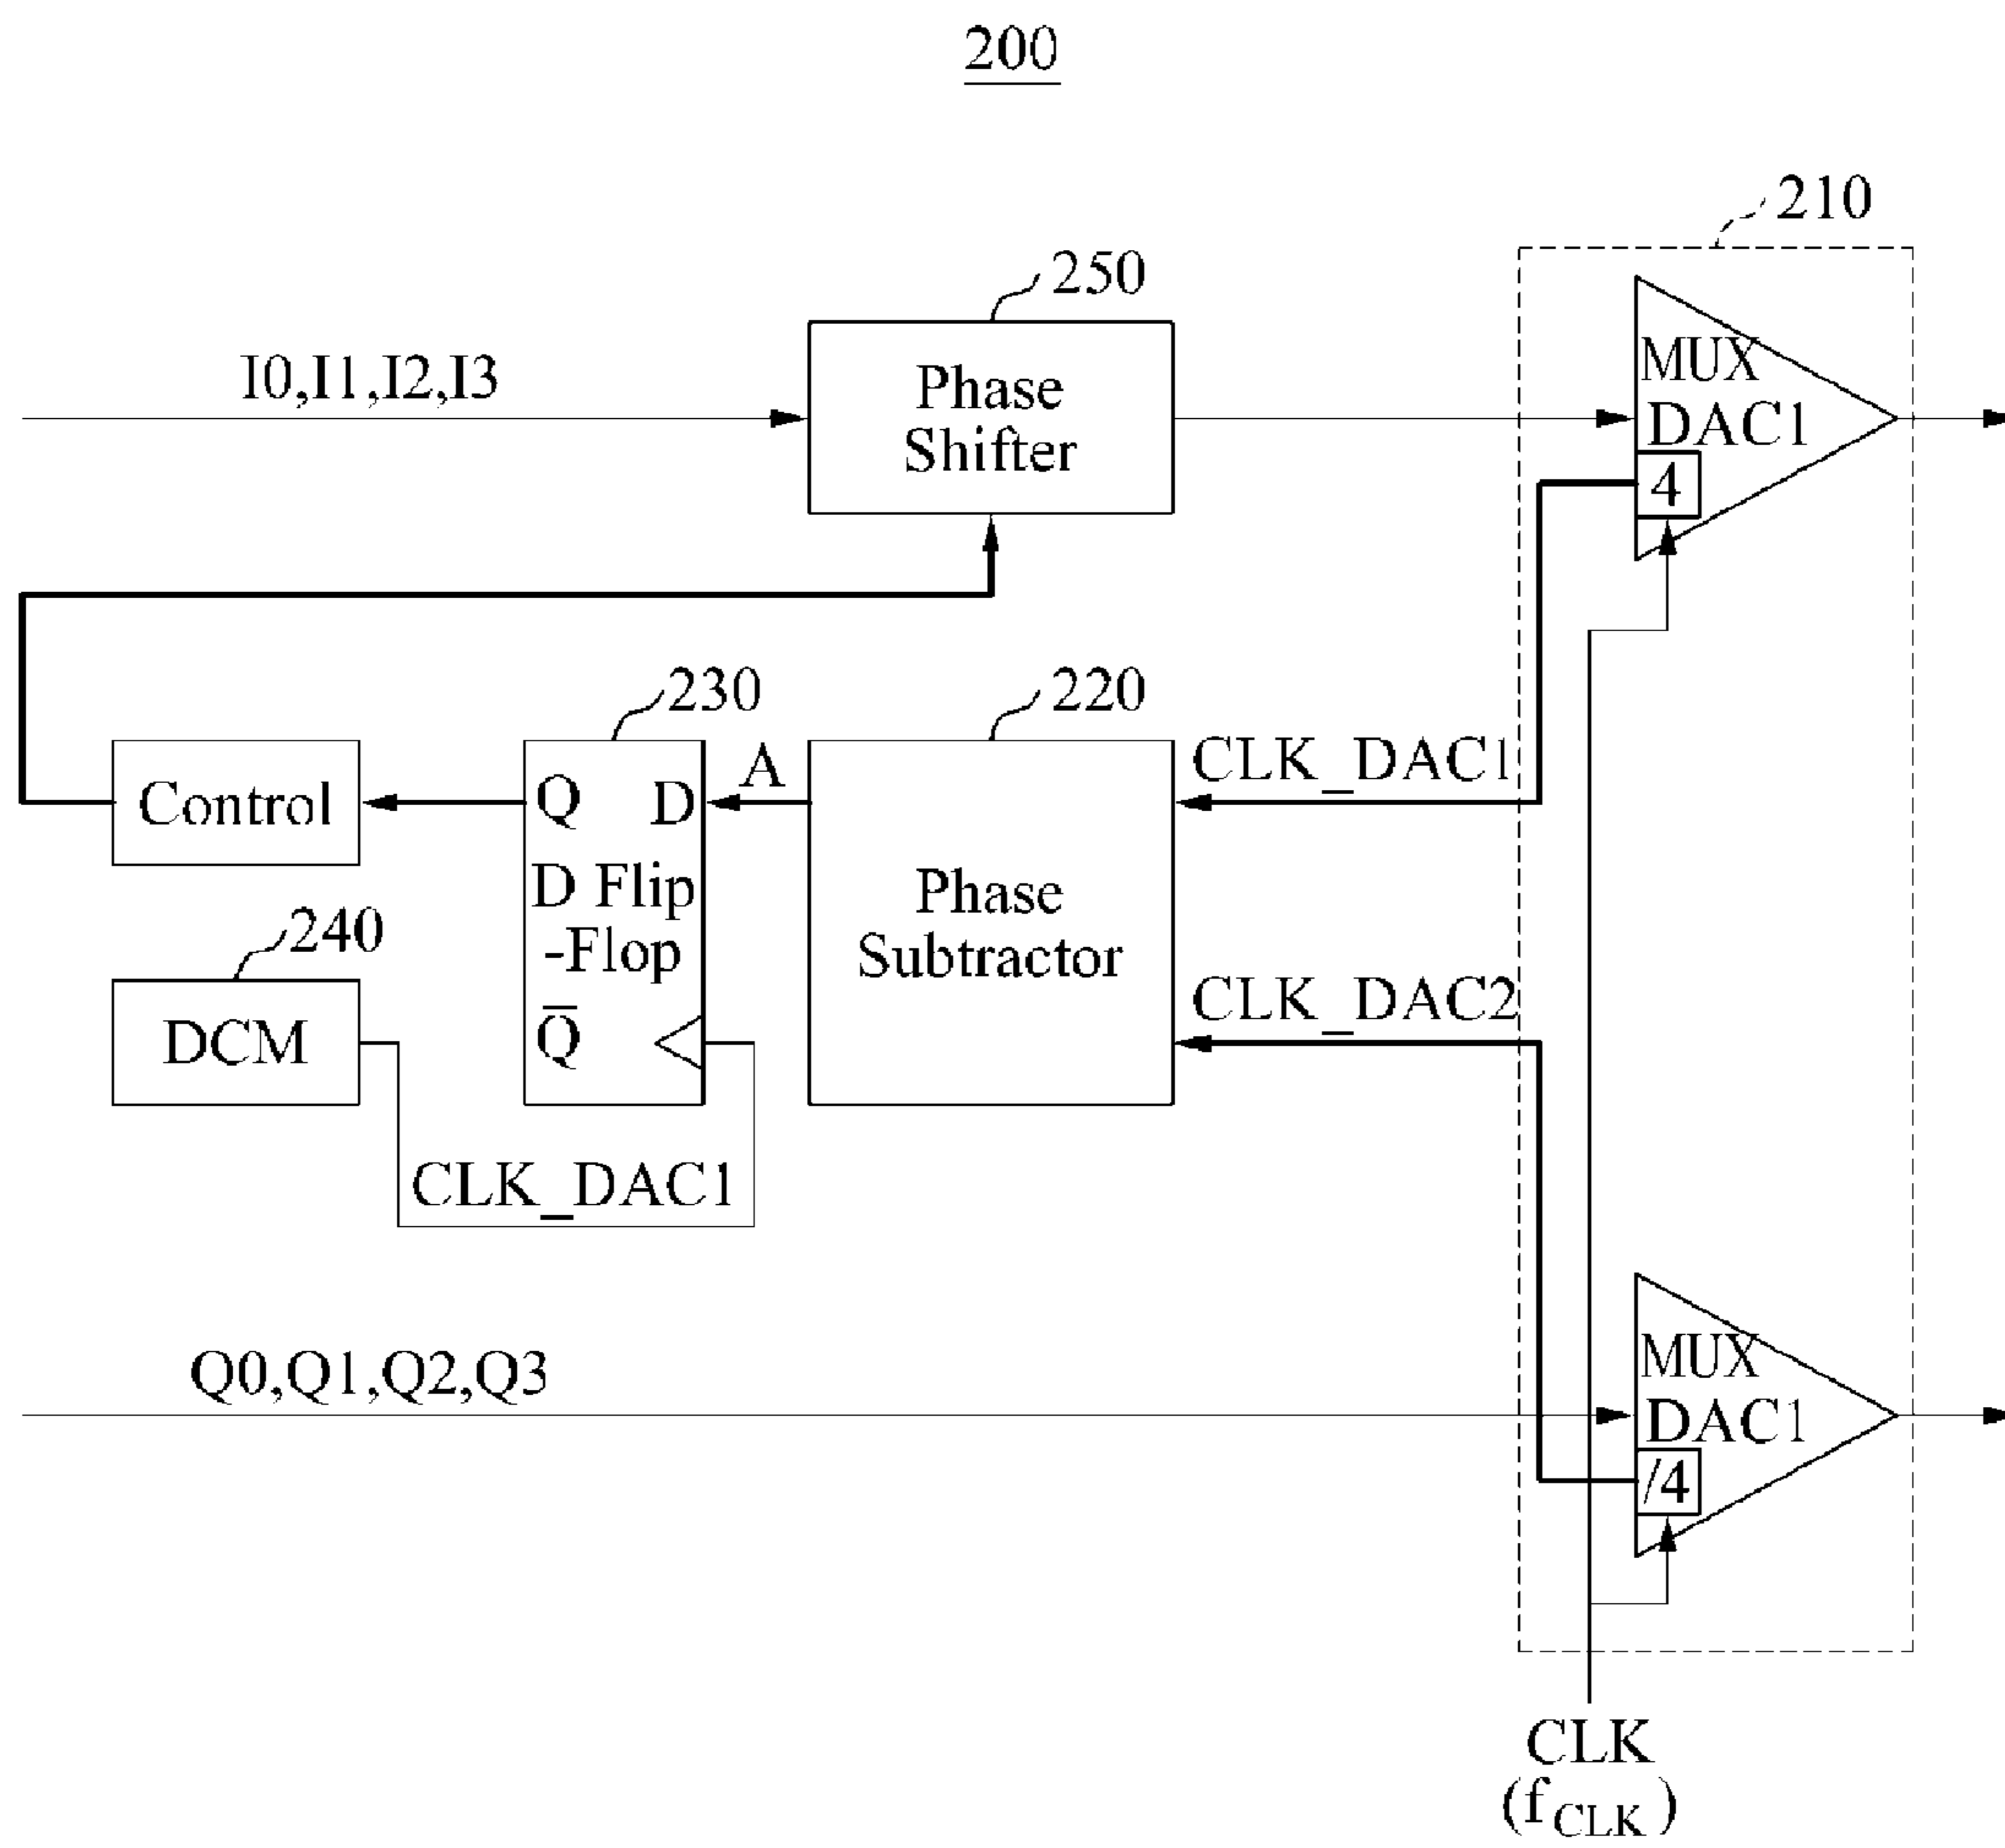 200
210
250
I0,I1,I2,I3
Phase
Shifter
MUX
DAC1
4
230
220
A
CLK_DAC1
Control
Q D
D Flip
-Flop
Q̅
Phase
Subtractor
240
DCM
CLK_DAC2
CLK_DAC1
Q0,Q1,Q2,Q3
MUX
DAC1
/4
CLK
(fCLK)